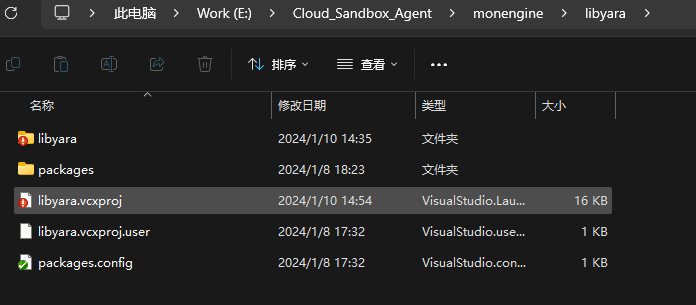 此电脑 > Work (E:) > Cloud_Sandbox_Agent > monengine > libyara >
排序 查看 ...
名称 修改日期 类型 大小
libyara 2024/1/10 14:35 文件夹
packages 2024/1/8 18:23 文件夹
libyara.vcxproj 2024/1/10 14:54 VisualStudio.Lau... 16 KB
libyara.vcxproj.user 2024/1/8 17:32 VisualStudio.use... 1 KB
packages.config 2024/1/8 17:32 VisualStudio.con... 1 KB